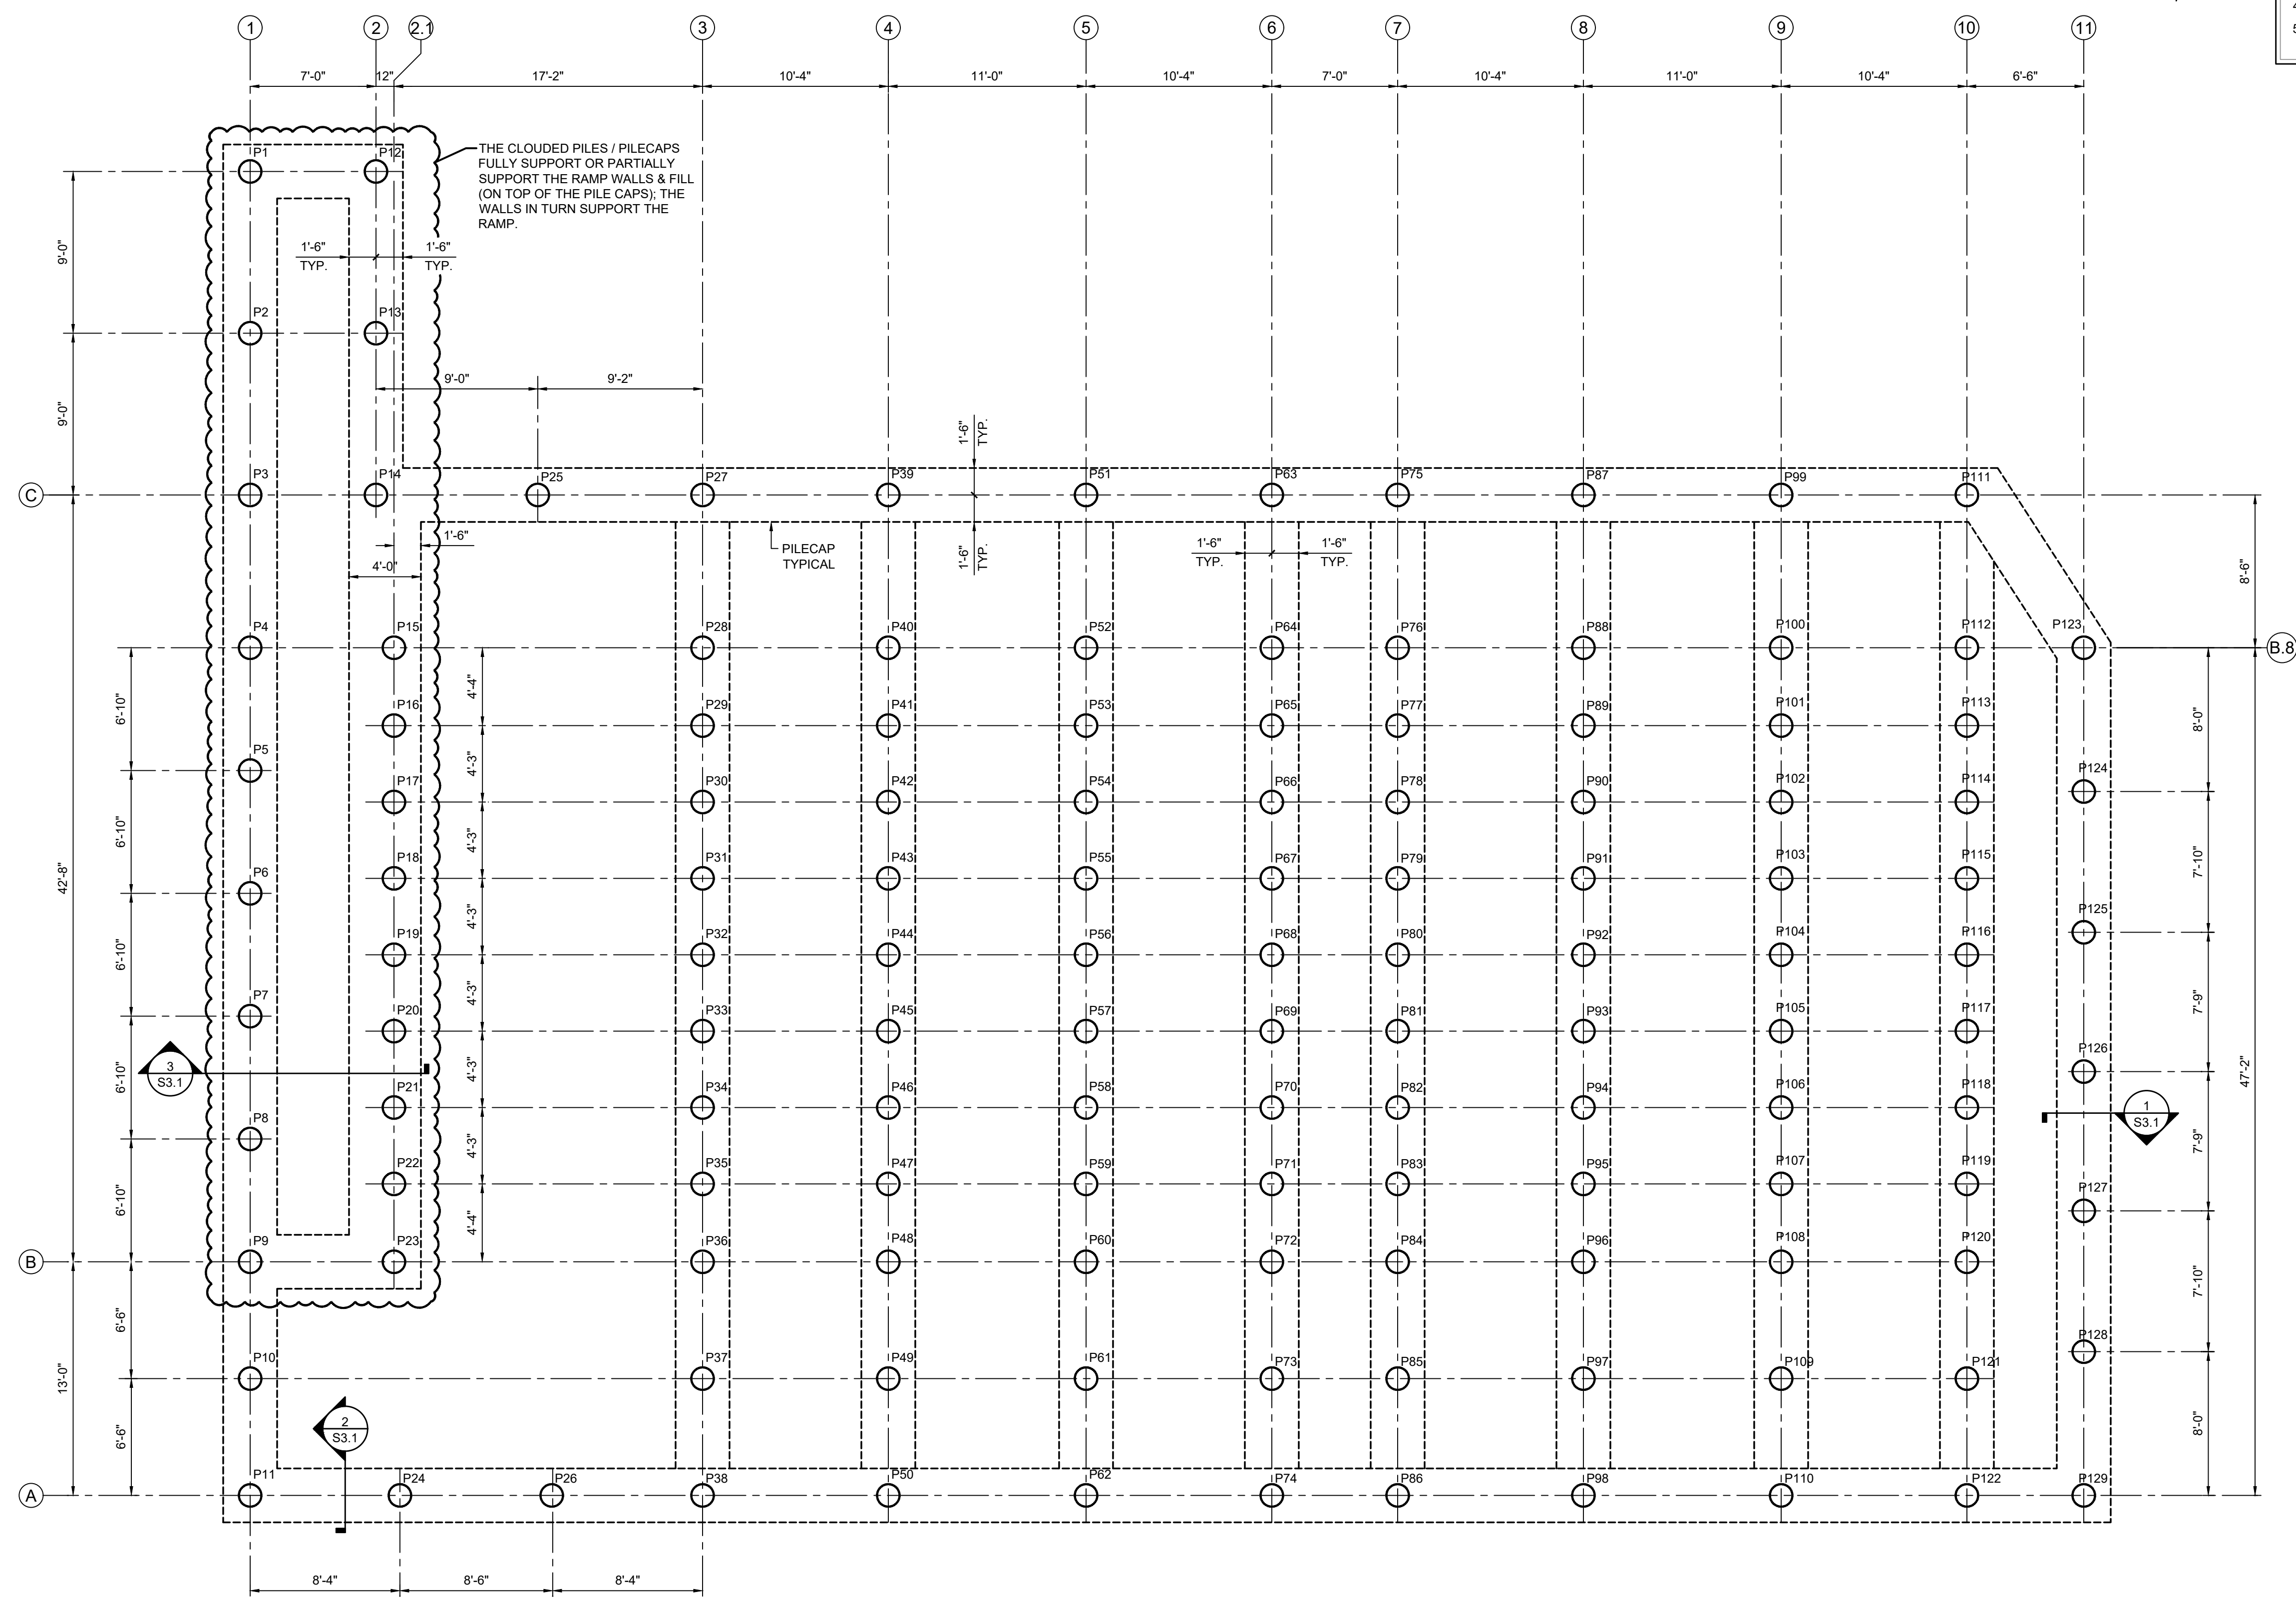 4
5
1
2
2.1
3
4
5
6
7
8
9
10
11
7'-0"
12"
17'-2"
10'-4"
11'-0"
10'-4"
7'-0"
10'-4"
11'-0"
10'-4"
6'-6"
THE CLOUDED PILES / PILECAPS
FULLY SUPPORT OR PARTIALLY
SUPPORT THE RAMP WALLS & FILL
(ON TOP OF THE PILE CAPS); THE
WALLS IN TURN SUPPORT THE
RAMP.
P1
P12
9'-0"
1'-6"
TYP.
1'-6"
TYP.
P2
P13
9'-0"
9'-0"
9'-2"
1'-6"
TYP.
C
P3
P14
P25
P27
P39
P51
P63
P75
P87
P99
P111
1'-6"
4'-0"
PILECAP
TYPICAL
1'-6"
TYP.
1'-6"
TYP.
1'-6"
TYP.
8'-6"
P4
P15
P28
P40
P52
P64
P76
P88
P100
P112
P123
B.8
6'-10"
4'-4"
P16
P29
P41
P53
P65
P77
P89
P101
P113
8'-0"
P5
4'-3"
P17
P30
P42
P54
P66
P78
P90
P102
P114
P124
6'-10"
4'-3"
P6
P18
P31
P43
P55
P67
P79
P91
P103
P115
7'-10"
42'-8"
4'-3"
P19
P32
P44
P56
P68
P80
P92
P104
P116
P125
6'-10"
4'-3"
P7
P20
P33
P45
P57
P69
P81
P93
P105
P117
7'-9"
3
S3.1
6'-10"
4'-3"
P21
P34
P46
P58
P70
P82
P94
P106
P118
P126
47'-2"
1
S3.1
P8
4'-3"
7'-9"
P22
P35
P47
P59
P71
P83
P95
P107
P119
P127
6'-10"
4'-4"
B
P9
P23
P36
P48
P60
P72
P84
P96
P108
P120
7'-10"
6'-6"
P10
P37
P49
P61
P73
P85
P97
P109
P121
P128
13'-0"
2
S3.1
6'-6"
8'-0"
A
P11
P24
P26
P38
P50
P62
P74
P86
P98
P110
P122
P129
8'-4"
8'-6"
8'-4"